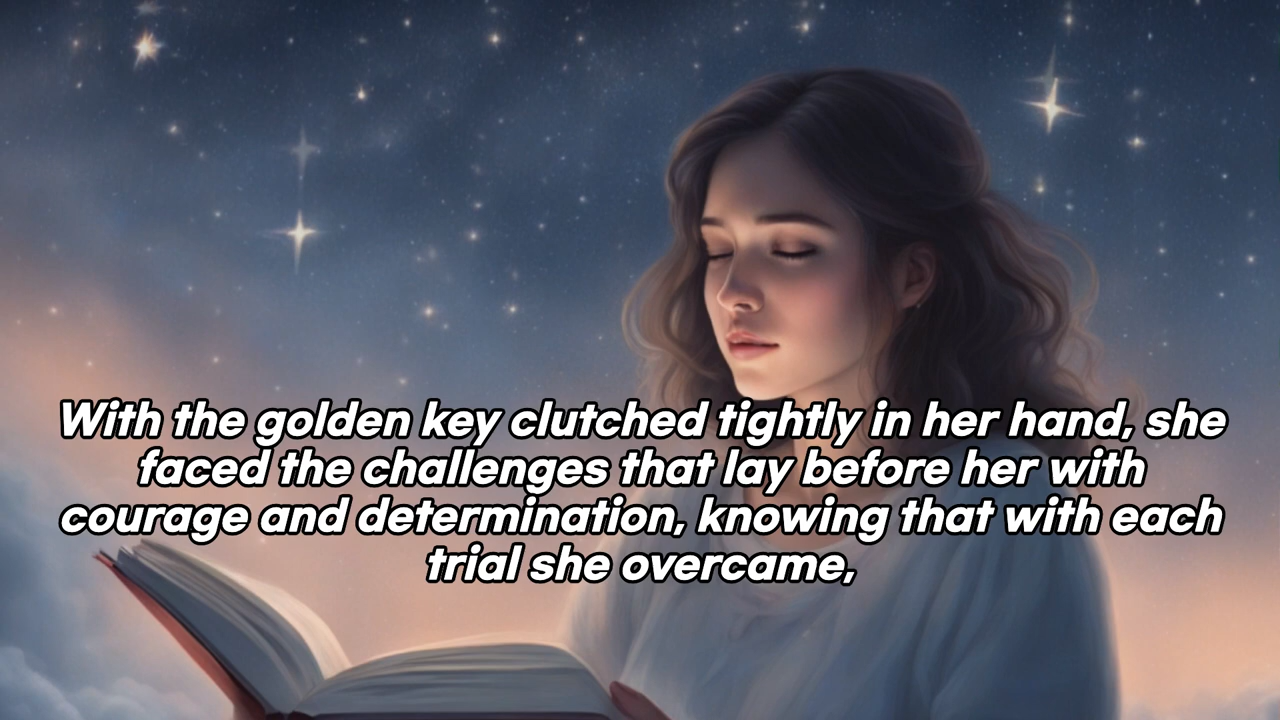 With the golden key clutched tightly in her hand, she
faced the challenges that lay before her with
courage and determination, knowing that with each
trial she overcame,